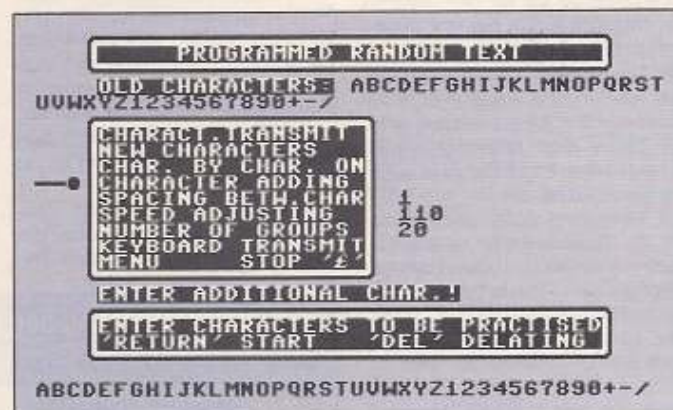 PROGRAMMED RANDOM TEXT
OLD CHARACTERS: ABCDEFGHIJKLMNOPQRST
UVWXYZ1234567890+-/
CHARACT.TRANSMIT
NEW CHARACTERS
CHAR. BY CHAR. ON
CHARACTER ADDING
SPACING BETW.CHAR 1
SPEED ADJUSTING 110
NUMBER OF GROUPS 20
KEYBOARD TRANSMIT
MENU STOP '£'
ENTER ADDITIONAL CHAR.!
ENTER CHARACTERS TO BE PRACTISED
'RETURN' START 'DEL' DELATING
ABCDEFGHIJKLMNOPQRSTUVWXYZ1234567890+-/